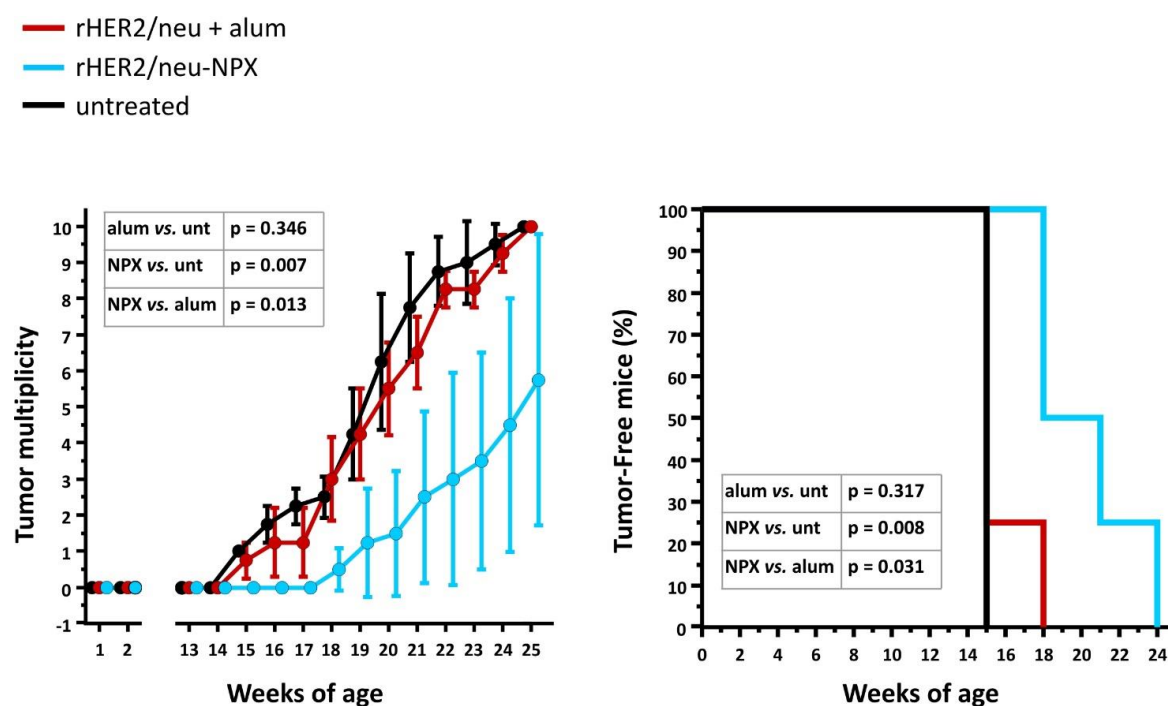 rHER2/neu + alum
rHER2/neu-NPX
untreated
Tumor multiplicity
10
9
8
7
6
5
4
3
2
1
0
-1
alum vs. unt p = 0.346
NPX vs. unt p = 0.007
NPX vs. alum p = 0.013
1 2 13 14 15 16 17 18 19 20 21 22 23 24 25
Weeks of age
Tumor-Free mice (%)
100
90
80
70
60
50
40
30
20
10
0
alum vs. unt p = 0.317
NPX vs. unt p = 0.008
NPX vs. alum p = 0.031
0 2 4 6 8 10 12 14 16 18 20 22 24
Weeks of age